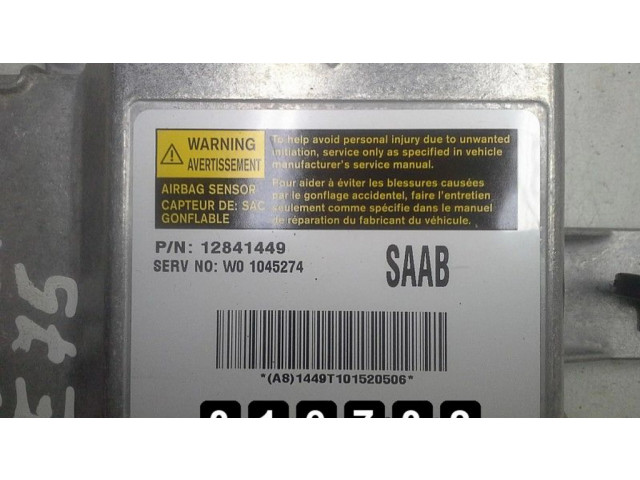 WARNING
AVERTISSEMENT
To help avoid personal injury due to unwanted
initiation, service only as specified in vehicle
manufacturer's service manual.
AIRBAG SENSOR
CAPTEUR DE: SAC
GONFLABLE
Pour aider à éviter les blessures causées
par le gonflage accidentel, faire l'entretien
seulement comme spécifie dans le manuel
de réparation du fabricant du véhicule.
P/N: 12841449
SERV NO: W0 1045274
SAAB
*(A8)1449T101520506*